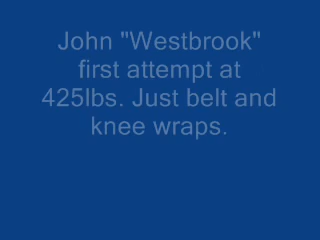 John "Westbrook"
first attempt at
425lbs. Just belt and
knee wraps.